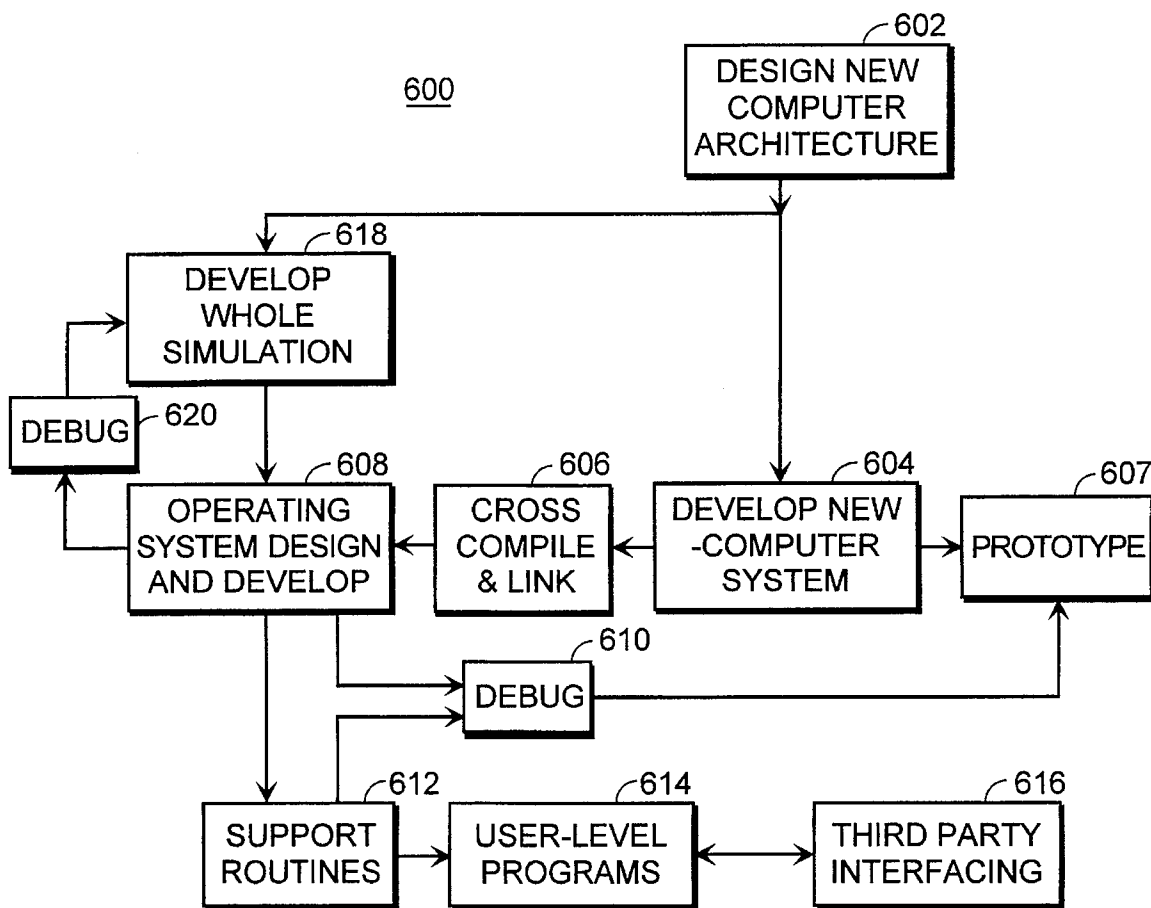 602
DESIGN NEW
COMPUTER
ARCHITECTURE
600
618
DEVELOP
WHOLE
SIMULATION
DEBUG
620
608
OPERATING
SYSTEM DESIGN
AND DEVELOP
606
CROSS
COMPILE
& LINK
604
DEVELOP NEW
-COMPUTER
SYSTEM
607
PROTOTYPE
610
DEBUG
612
SUPPORT
ROUTINES
614
USER-LEVEL
PROGRAMS
616
THIRD PARTY
INTERFACING